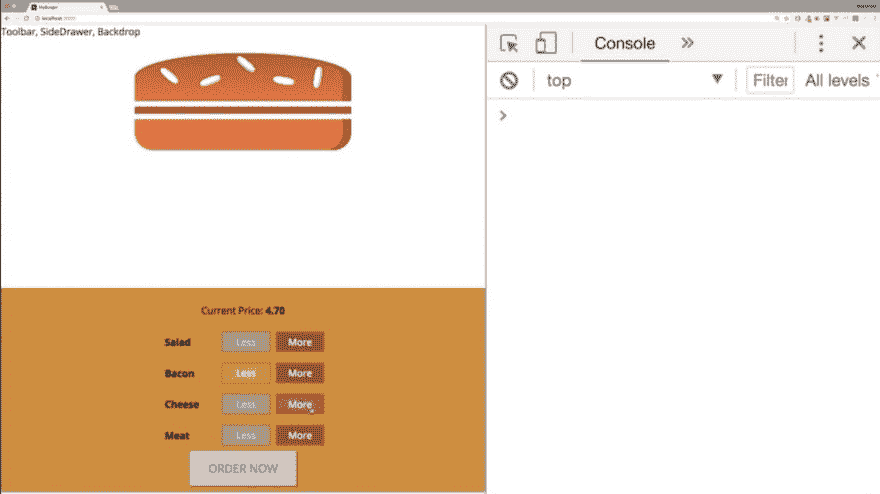 MyBurger
localhost:3000
Toolbar, SideDrawer, Backdrop
Current Price: 4.70
Salad Less More
Bacon Less More
Cheese Less More
Meat Less More
ORDER NOW
Console
top Filter All levels